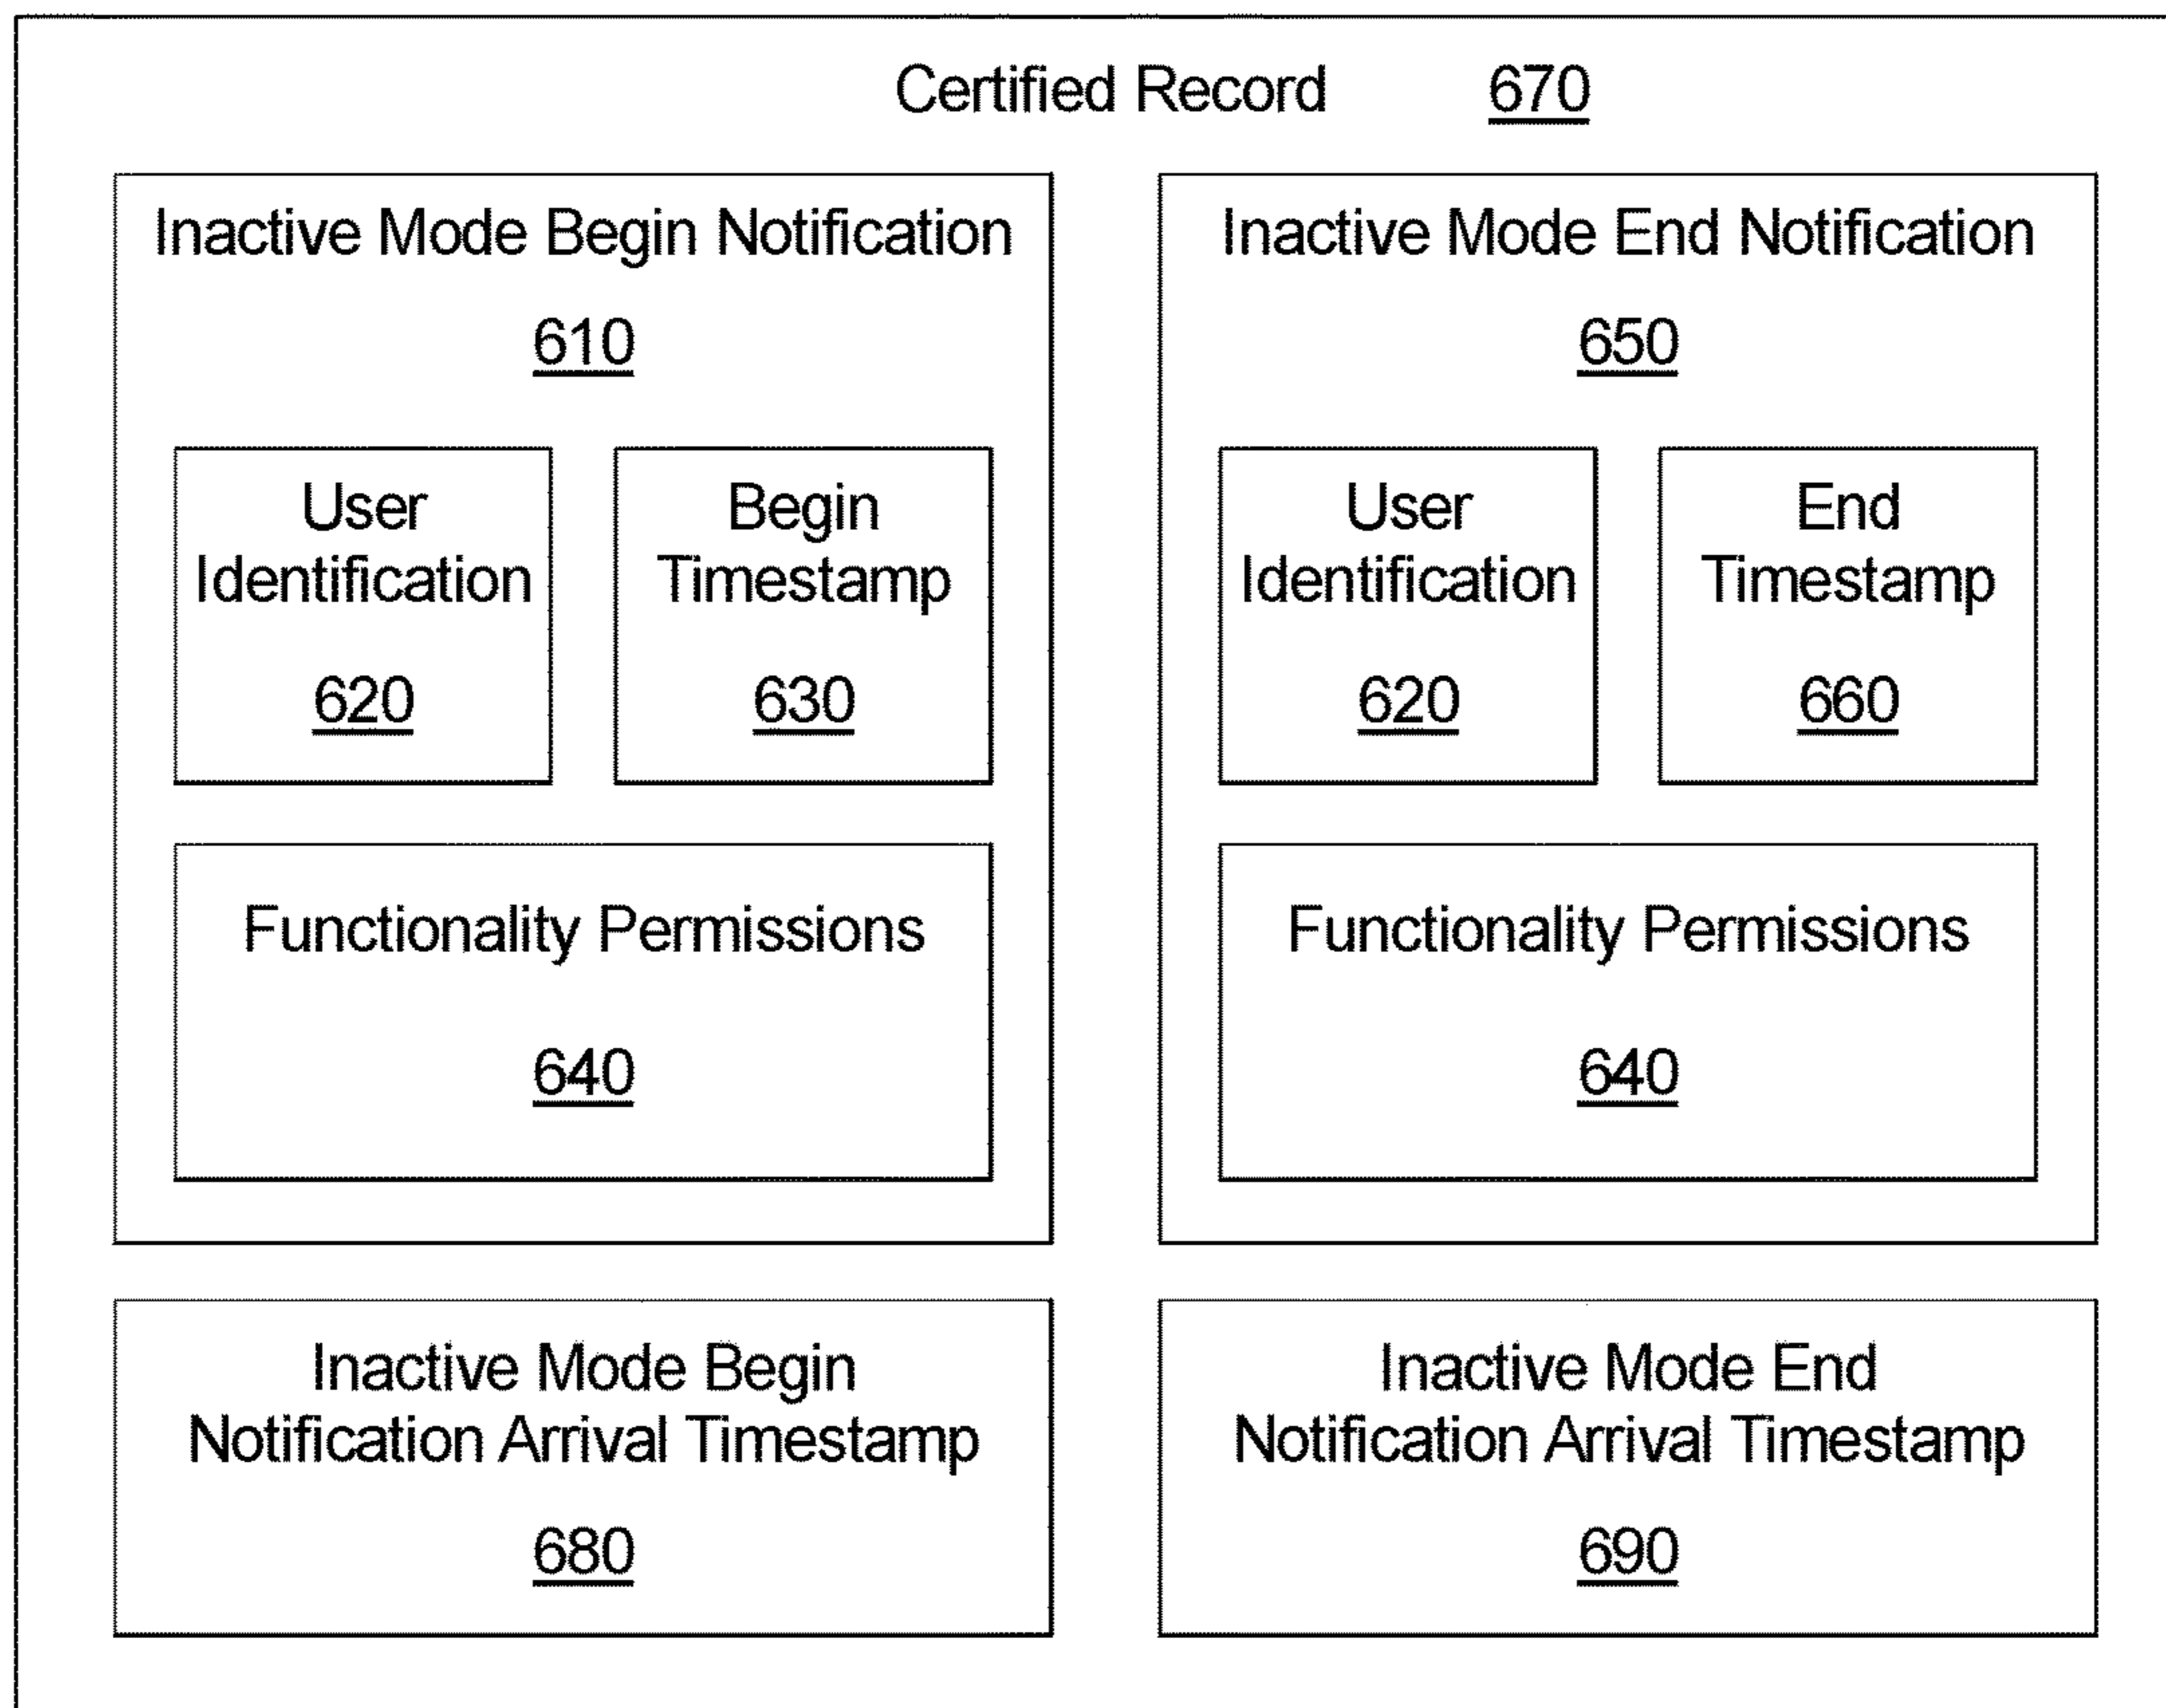 Certified Record 670
Inactive Mode Begin Notification
610
User
Identification
620
Begin
Timestamp
630
Functionality Permissions
640
Inactive Mode End Notification
650
User
Identification
620
End
Timestamp
660
Functionality Permissions
640
Inactive Mode Begin
Notification Arrival Timestamp
680
Inactive Mode End
Notification Arrival Timestamp
690